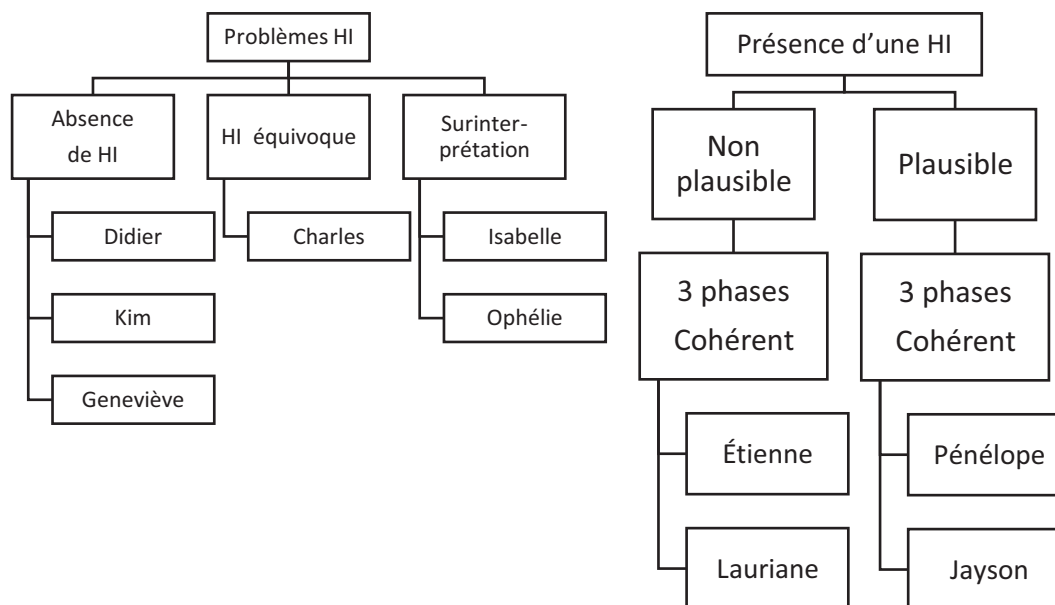 Problèmes HI
Absence
de HI
Didier
Kim
Geneviève
HI équivoque
Charles
Surinter-
prétation
Isabelle
Ophélie
Présence d’une HI
Non
plausible
3 phases
Cohérent
Étienne
Lauriane
Plausible
3 phases
Cohérent
Pénélope
Jayson